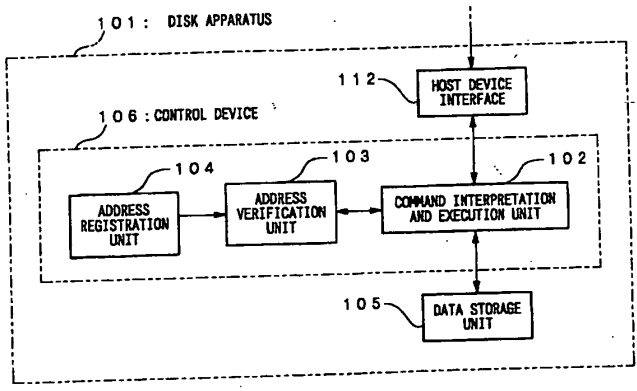 101: DISK APPARATUS
112
HOST DEVICE
INTERFACE
106: CONTROL DEVICE
104
103
102
ADDRESS
REGISTRATION
UNIT
ADDRESS
VERIFICATION
UNIT
COMMAND INTERPRETATION
AND EXECUTION UNIT
105
DATA STORAGE
UNIT